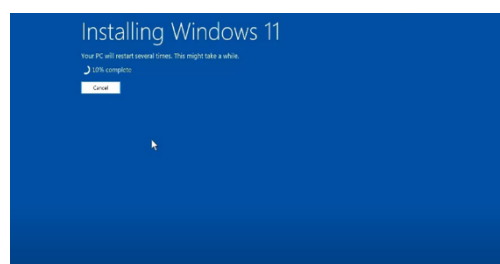 Installing Windows 11
Your PC will restart several times. This might take a while.
10% complete
Cancel